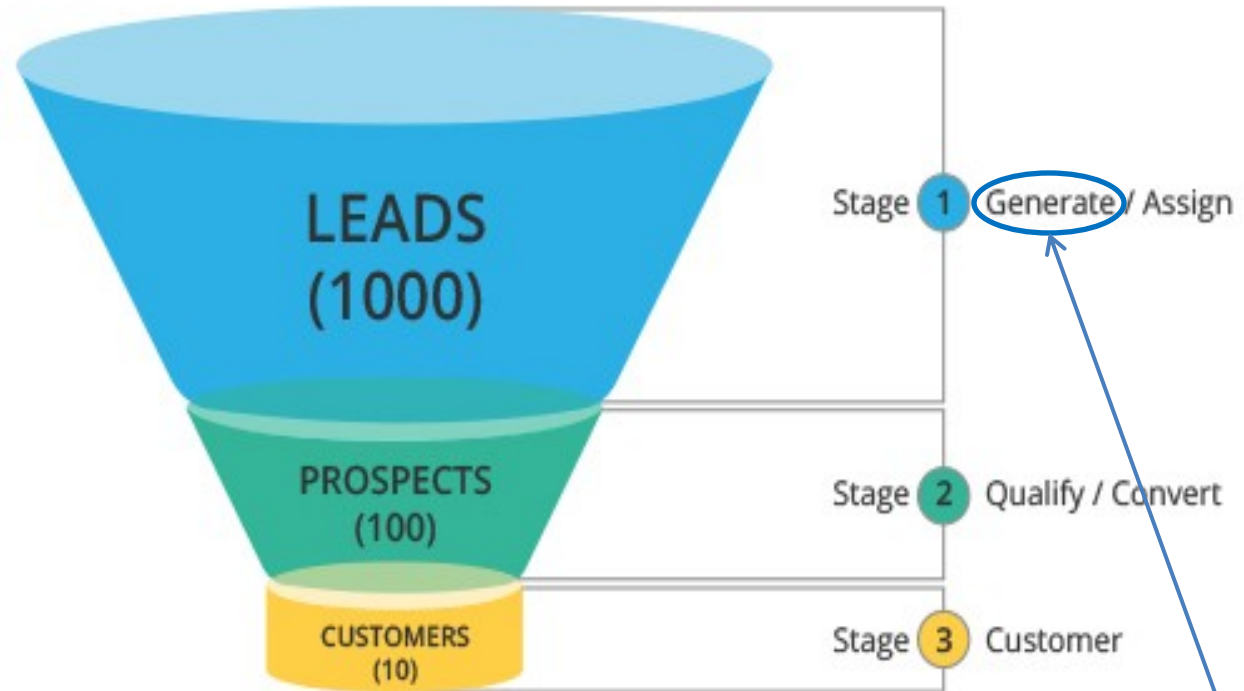 LEADS
(1000)
Stage 1 Generate / Assign
PROSPECTS
(100)
Stage 2 Qualify / Convert
CUSTOMERS
(10)
Stage 3 Customer